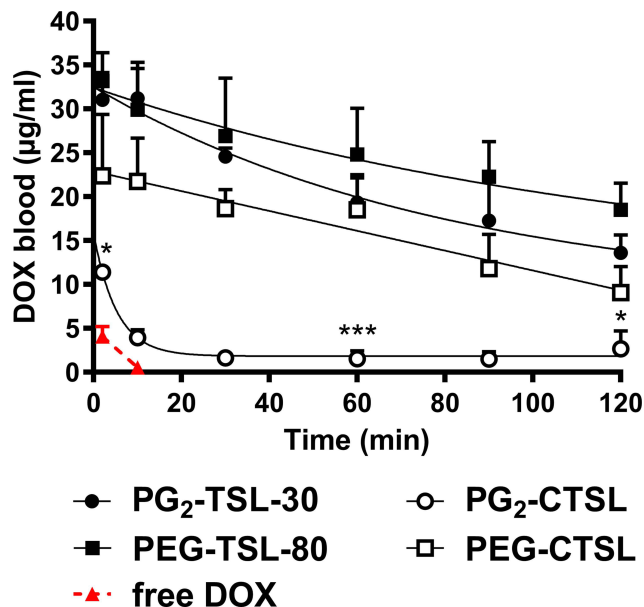 DOX blood (µg/ml)
40
35
30
25
20
15
10
5
0
*
***
*
0 20 40 60 80 100 120
Time (min)
PG₂-TSL-30 PG₂-CTSL
PEG-TSL-80 PEG-CTSL
free DOX